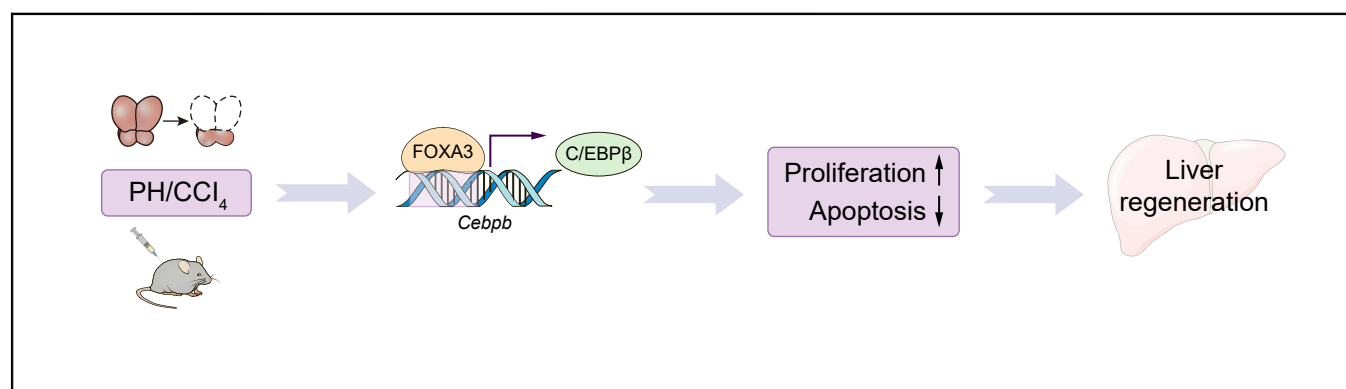 PH/CCl₄
FOXA3
C/EBPβ
Cebpb
Proliferation ↑
Apoptosis ↓
Liver
regeneration